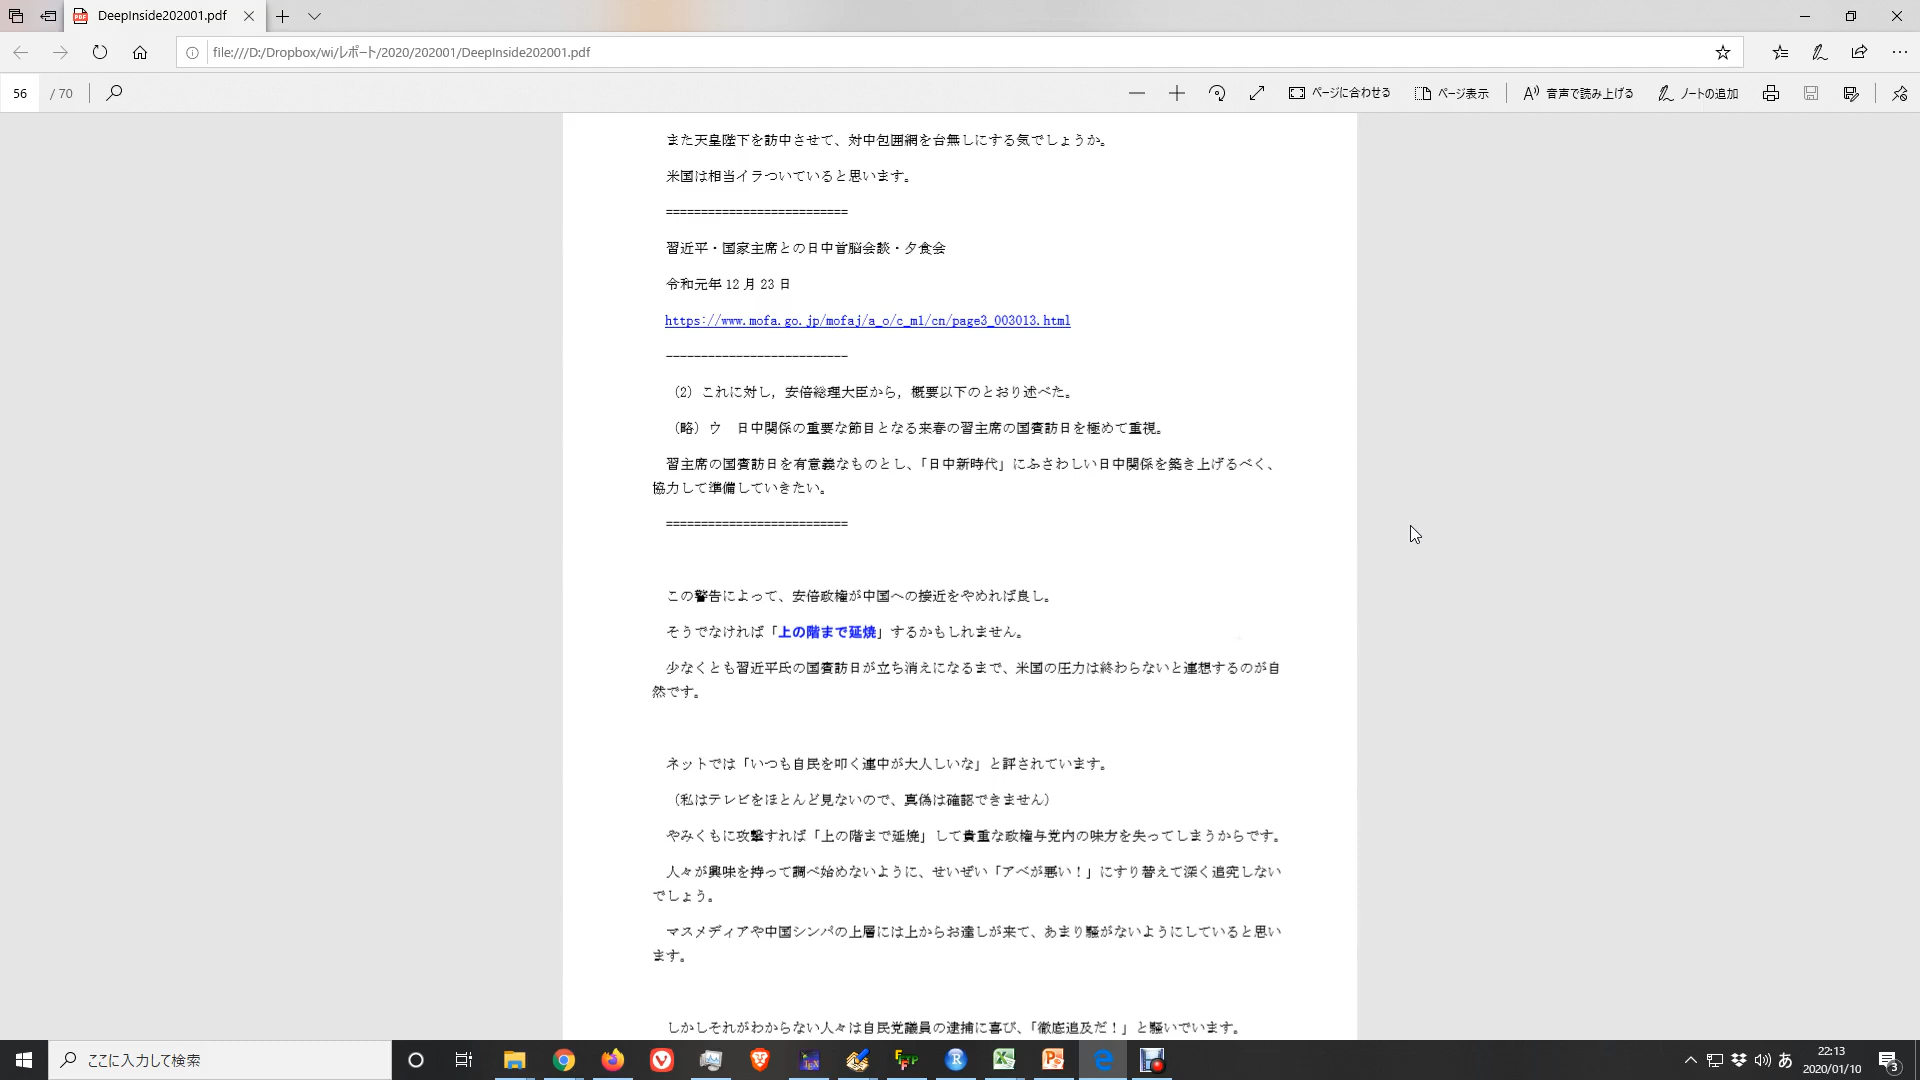 DeepInside202001.pdf
file:///D:/Dropbox/wi/レポート/2020/202001/DeepInside202001.pdf
56 / 70 ページに合わせる ページ表示 音声で読み上げる ノートの追加
また天皇陛下を訪中させて、対中包囲網を台無しにする気でしょうか。
米国は相当イラついていると思います。
==========================
習近平・国家主席との日中首脳会談・夕食会
令和元年 12 月 23 日
https://www.mofa.go.jp/mofaj/a_o/c_m1/cn/page3_003013.html
--------------------------
（2）これに対し，安倍総理大臣から，概要以下のとおり述べた。
（略）ウ　日中関係の重要な節目となる来春の習主席の国賓訪日を極めて重視。
習主席の国賓訪日を有意義なものとし、「日中新時代」にふさわしい日中関係を築き上げるべく、
協力して準備していきたい。
==========================
この警告によって、安倍政権が中国への接近をやめれば良し。
そうでなければ「上の階まで延焼」するかもしれません。
少なくとも習近平氏の国賓訪日が立ち消えになるまで、米国の圧力は終わらないと連想するのが自
然です。
ネットでは「いつも自民を叩く連中が大人しいな」と評されています。
（私はテレビをほとんど見ないので、真偽は確認できません）
やみくもに攻撃すれば「上の階まで延焼」して貴重な政権与党内の味方を失ってしまうからです。
人々が興味を持って調べ始めないように、せいぜい「アベが悪い！」にすり替えて深く追究しない
でしょう。
マスメディアや中国シンパの上層には上からお達しが来て、あまり騒がないようにしていると思い
ます。
しかしそれがわからない人々は自民党議員の逮捕に喜び、「徹底追及だ！」と騒いでいます。
ここに入力して検索
あ
22:13
2020/01/10
3